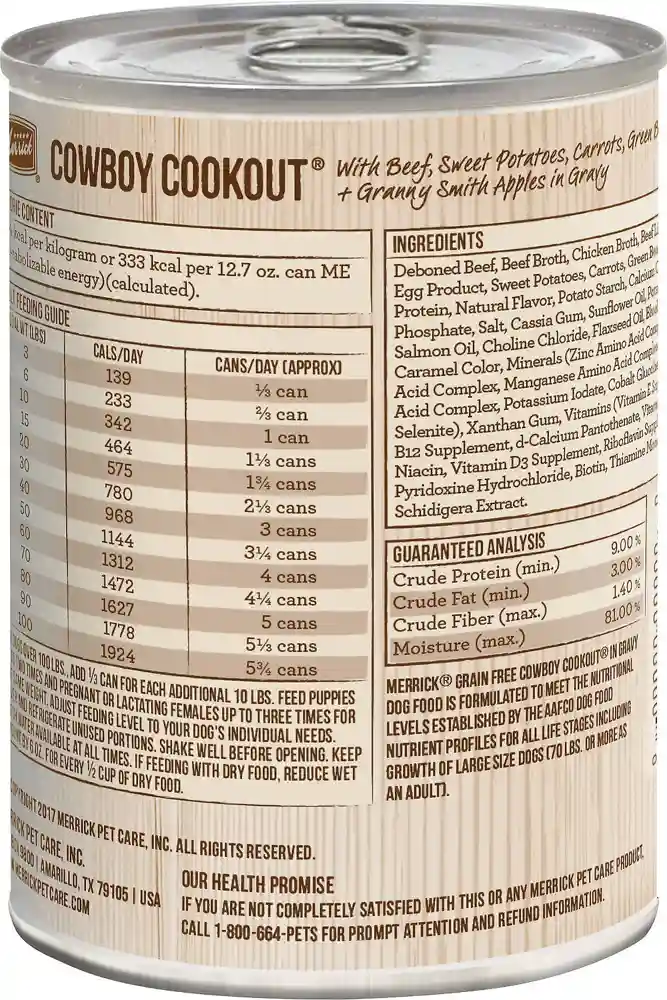 Merrick®
COWBOY COOKOUT®
With Beef, Sweet Potatoes, Carrots, Green
+ Granny Smith Apples in Gravy
CONTENT
kcal per kilogram or 333 kcal per 12.7 oz. can ME
(calculated).
FEEDING GUIDE
WT (LBS) CALS/DAY CANS/DAY (APPROX)
3 139 ⅓ can
6 233 ⅔ can
10 342 1 can
15 464 1⅓ cans
20 575 1¾ cans
30 780 2⅓ cans
40 968 3 cans
50 1144 3¼ cans
60 1312 4 cans
70 1472 4¼ cans
80 1627 5 cans
90 1778 5⅓ cans
100 1924 5¾ cans
OVER 100 LBS. ADD ⅓ CAN FOR EACH ADDITIONAL 10 LBS. FEED PUPPIES
TIMES AND PREGNANT OR LACTATING FEMALES UP TO THREE TIMES FOR
WEIGHT. ADJUST FEEDING LEVEL TO YOUR DOG'S INDIVIDUAL NEEDS.
REFRIGERATE UNUSED PORTIONS. SHAKE WELL BEFORE OPENING. KEEP
AVAILABLE AT ALL TIMES. IF FEEDING WITH DRY FOOD, REDUCE WET
OZ. FOR EVERY ½ CUP OF DRY FOOD.
INGREDIENTS
Deboned Beef, Beef Broth, Chicken Broth, Beef
Egg Product, Sweet Potatoes, Carrots, Green
Protein, Natural Flavor, Potato Starch, Calcium
Phosphate, Salt, Cassia Gum, Sunflower Oil,
Salmon Oil, Choline Chloride, Flaxseed Oil,
Caramel Color, Minerals (Zinc Amino Acid
Acid Complex, Manganese Amino Acid
Acid Complex, Potassium Iodate, Cobalt
Selenite), Xanthan Gum, Vitamins (Vitamin E
B12 Supplement, d-Calcium Pantothenate,
Niacin, Vitamin D3 Supplement, Riboflavin
Pyridoxine Hydrochloride, Biotin, Thiamine
Schidigera Extract.
GUARANTEED ANALYSIS
Crude Protein (min.) 9.00 %
Crude Fat (min.) 3.00 %
Crude Fiber (max.) 1.40 %
Moisture (max.) 81.00 %
MERRICK® GRAIN FREE COWBOY COOKOUT® IN GRAVY
DOG FOOD IS FORMULATED TO MEET THE NUTRITIONAL
LEVELS ESTABLISHED BY THE AAFCO DOG FOOD
NUTRIENT PROFILES FOR ALL LIFE STAGES INCLUDING
GROWTH OF LARGE SIZE DOGS (70 LBS. OR MORE AS
AN ADULT).
2017 MERRICK PET CARE, INC. ALL RIGHTS RESERVED.
PET CARE, INC.
9800 | AMARILLO, TX 79105 | USA
MERRICKPETCARE.COM
OUR HEALTH PROMISE
IF YOU ARE NOT COMPLETELY SATISFIED WITH THIS OR ANY MERRICK PET CARE PRODUCT,
CALL 1-800-664-PETS FOR PROMPT ATTENTION AND REFUND INFORMATION.